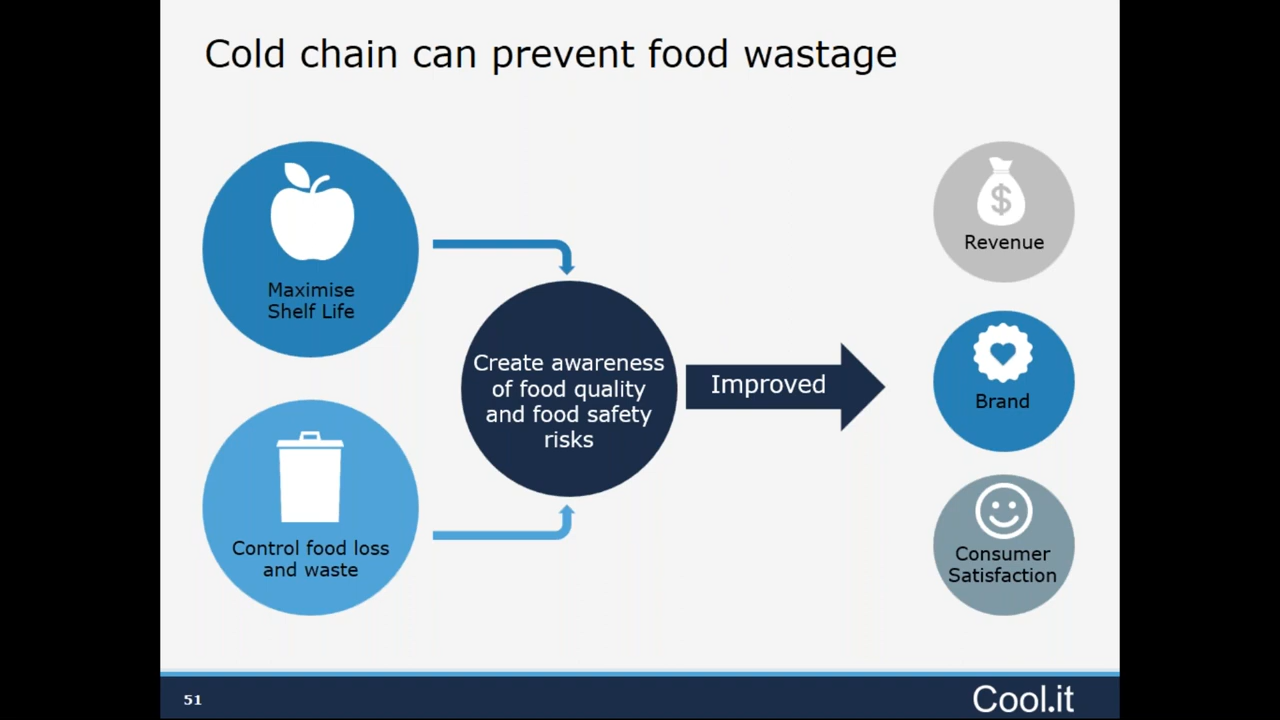 Cold chain can prevent food wastage
Maximise
Shelf Life
Control food loss
and waste
Create awareness
of food quality
and food safety
risks
Improved
$
Revenue
Brand
Consumer
Satisfaction
51
Cool.it